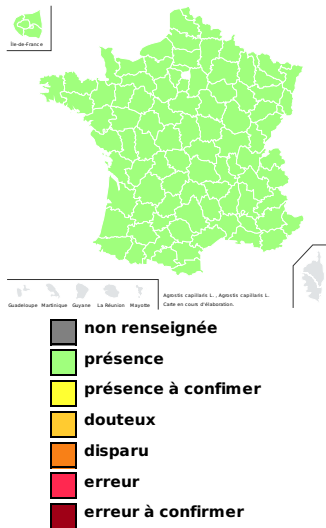 Île-de-France
Guadeloupe Martinique Guyane La Réunion Mayotte
Agrostis capillaris L. , Agrostis capillaris L.
Carte en cours d'élaboration.
non renseignée
présence
présence à confimer
douteux
disparu
erreur
erreur à confirmer